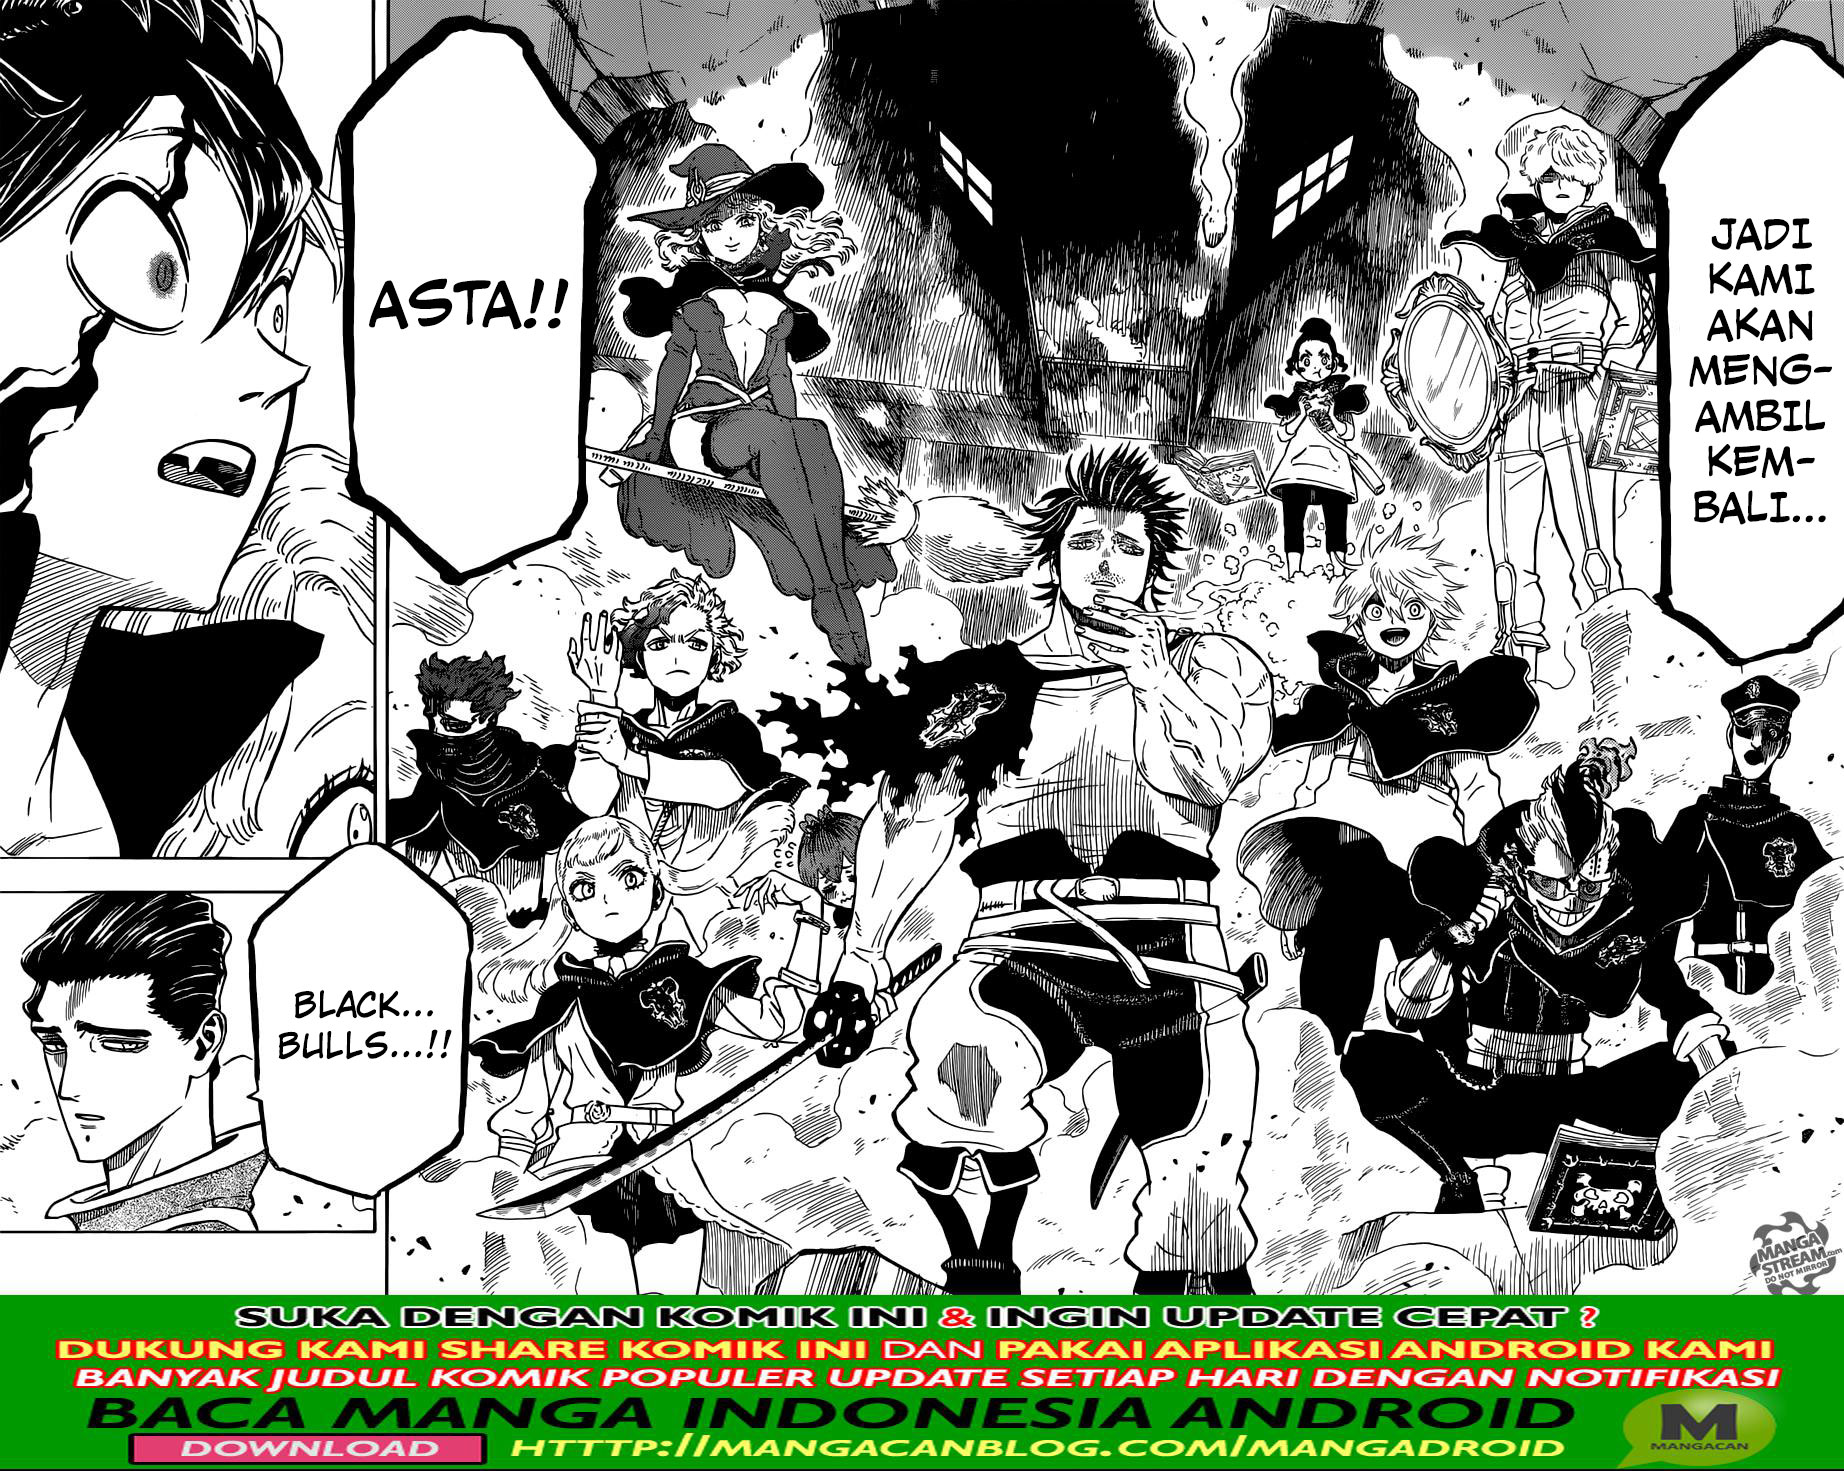 JADI
KAMI
AKAN
MENG-
AMBIL
KEM-
BALI...
ASTA!!
BLACK...
BULLS...!!
MANGA
STREAM.com
DO NOT MIRROR
SUKA DENGAN KOMIK INI & INGIN UPDATE CEPAT ?
DUKUNG KAMI SHARE KOMIK INI DAN PAKAI APLIKASI ANDROID KAMI
BANYAK JUDUL KOMIK POPULER UPDATE SETIAP HARI DENGAN NOTIFIKASI
BACA MANGA INDONESIA ANDROID
DOWNLOAD HTTTP://MANGACANBLOG.COM/MANGADROID
M
MANGACAN